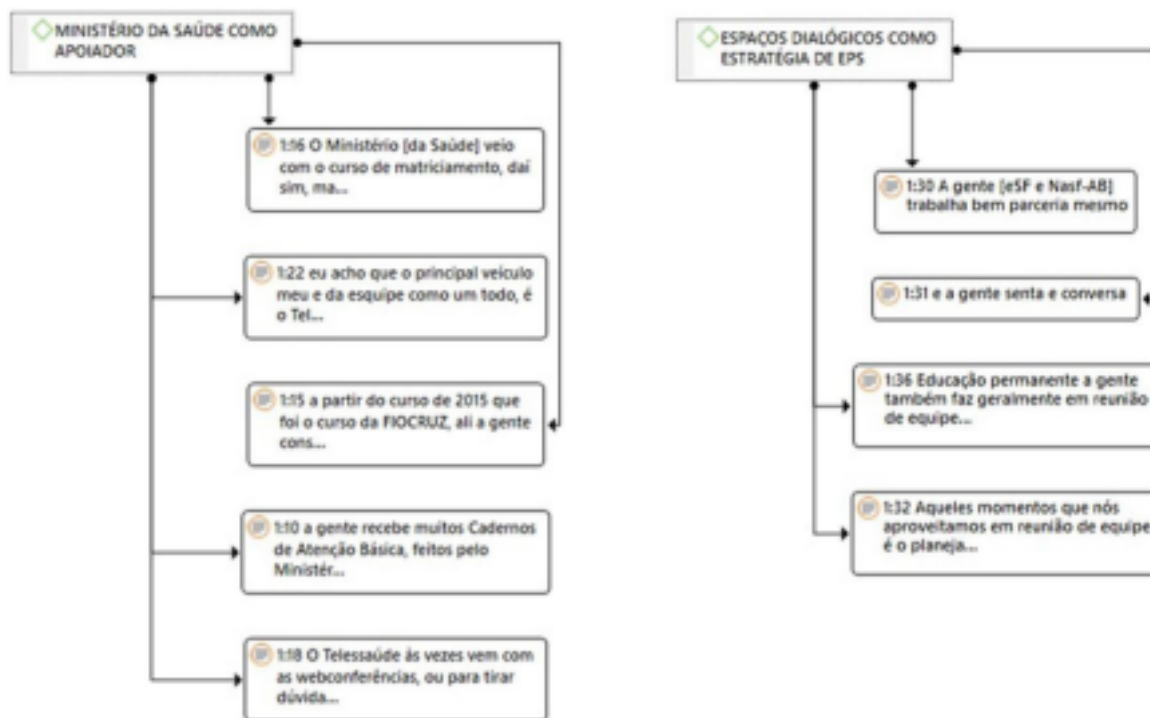 MINISTÉRIO DA SAÚDE COMO
APOIADOR
1:16 O Ministério [da Saúde] veio
com o curso de matriciamento, daí
sim, ma...
1:22 eu acho que o principal veículo
meu e da esquipe como um todo, é
o Tel...
1:15 a partir do curso de 2015 que
foi o curso da FIOCRUZ, ali a gente
cons...
1:10 a gente recebe muitos Cadernos
de Atenção Básica, feitos pelo
Ministér...
1:18 O Telessaúde às vezes vem com
as webconferências, ou para tirar
dúvida...
ESPAÇOS DIALÓGICOS COMO
ESTRATÉGIA DE EPS
1:30 A gente [eSF e Nasf-AB]
trabalha bem parceria mesmo
1:31 e a gente senta e conversa
1:36 Educação permanente a gente
também faz geralmente em reunião
de equipe...
1:32 Aqueles momentos que nós
aproveitamos em reunião de equipe
é o planeja...